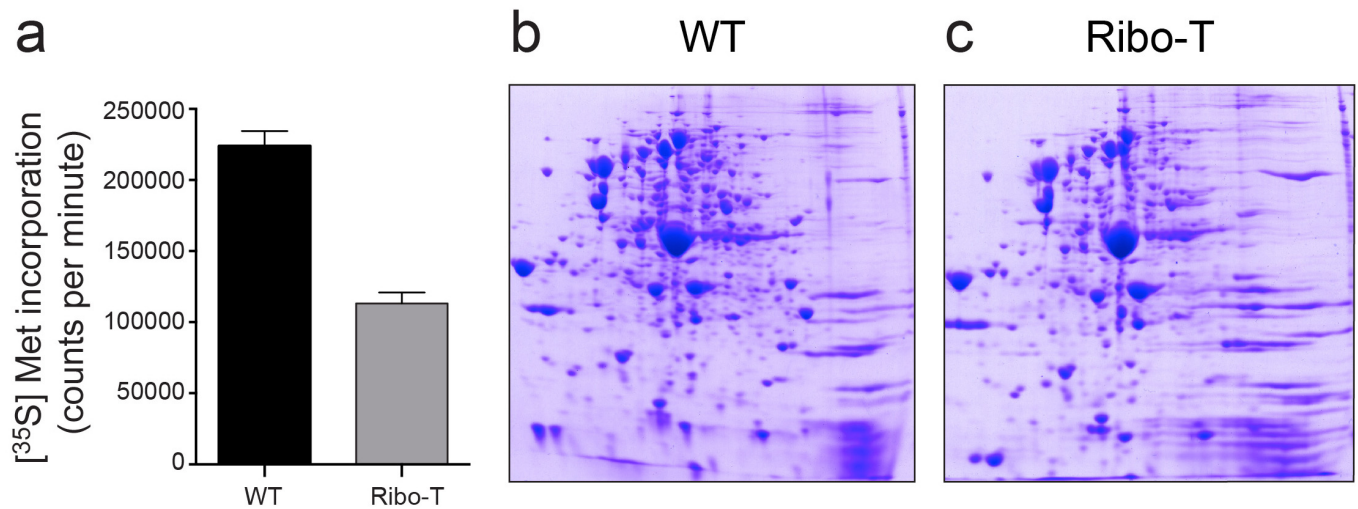 a
[³⁵S] Met incorporation
(counts per minute)
250000
200000
150000
100000
50000
0
WT
Ribo-T
b
WT
c
Ribo-T